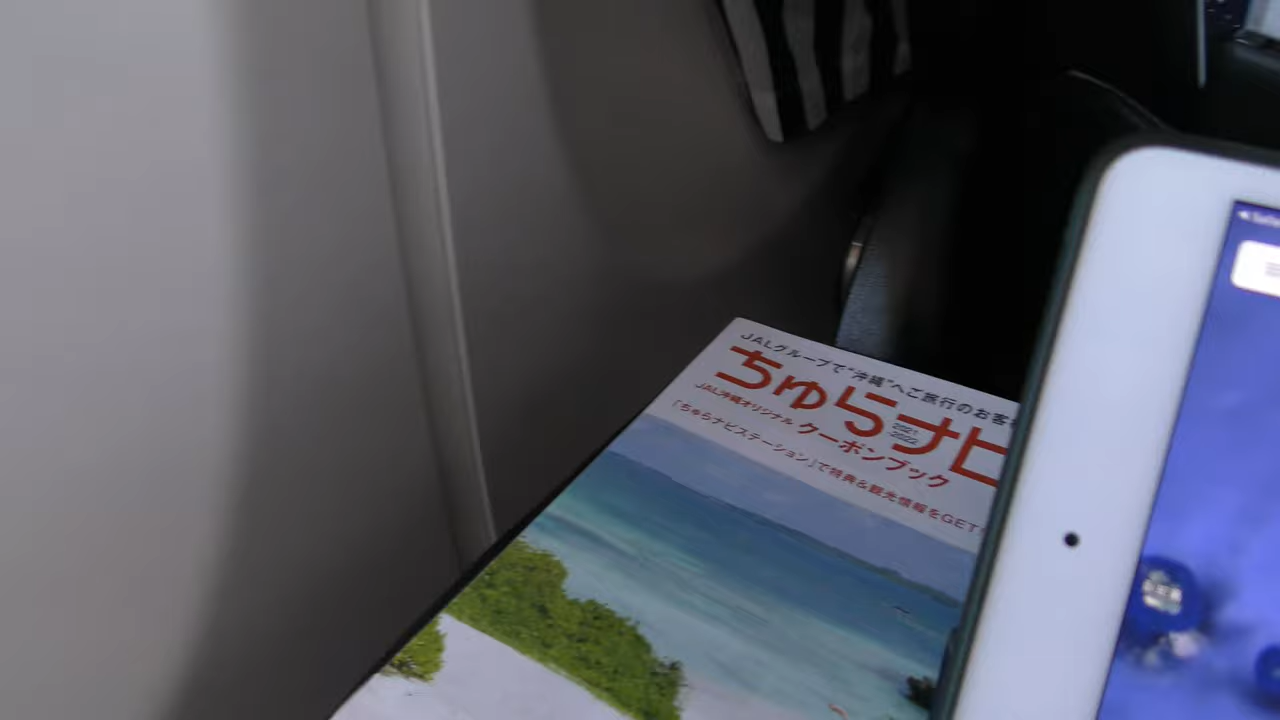 JALグループで"沖縄"へご旅行のお客
ちゅらナビ
2021
2022
JAL沖縄オリジナル クーポンブック
「ちゅらナビステーション」で特典&観光情報をGET